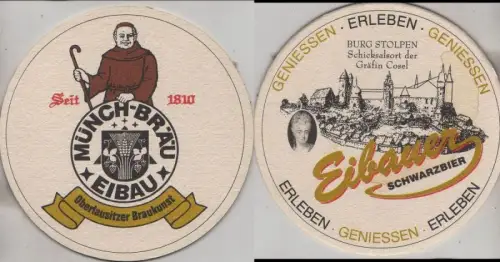 Seit 1810
MÜNCH-BRÄU
EIBAU
Oberlausitzer Braukunst
GENIESSEN · ERLEBEN · GENIESSEN
BURG STOLPEN
Schicksalsort der
Gräfin Cosel
Eibauer
SCHWARZBIER
ERLEBEN · GENIESSEN · ERLEBEN